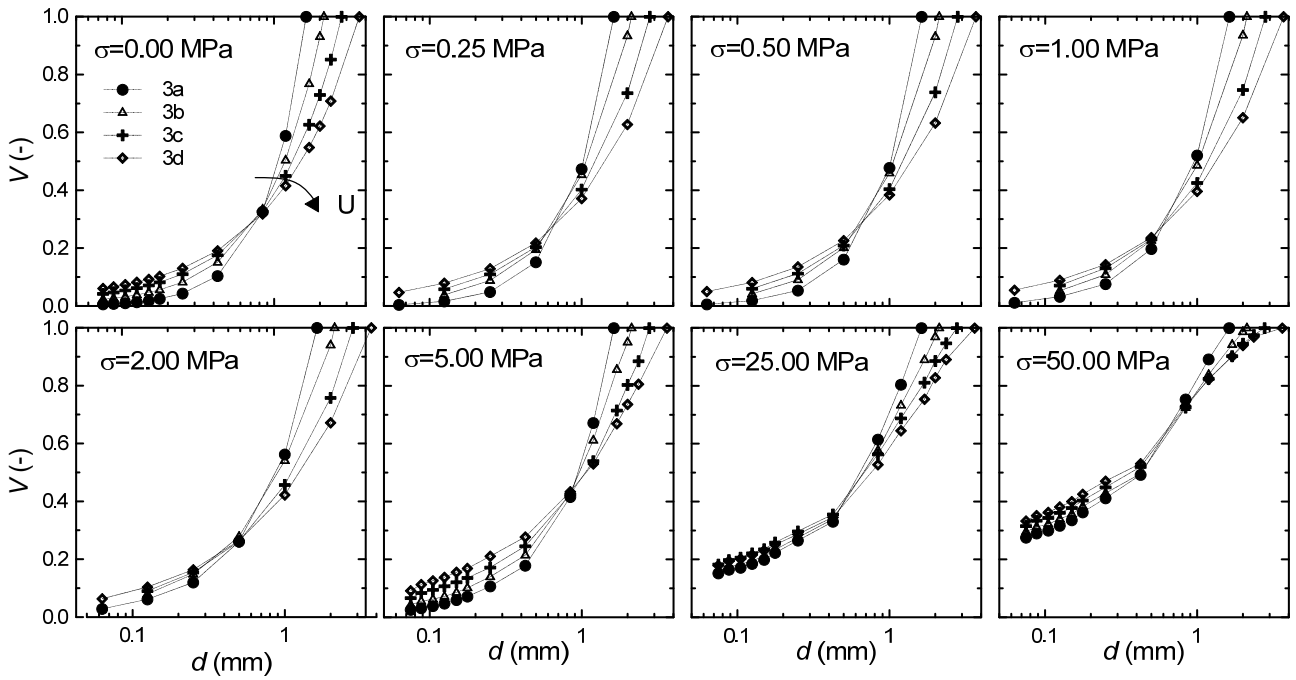 σ=0.00 MPa
σ=0.25 MPa
σ=0.50 MPa
σ=1.00 MPa
3a
3b
3c
3d
U
V (-)
1.0
0.8
0.6
0.4
0.2
0.0
σ=2.00 MPa
σ=5.00 MPa
σ=25.00 MPa
σ=50.00 MPa
V (-)
1.0
0.8
0.6
0.4
0.2
0.0
0.1 1
0.1 1
0.1 1
0.1 1
d (mm)
d (mm)
d (mm)
d (mm)